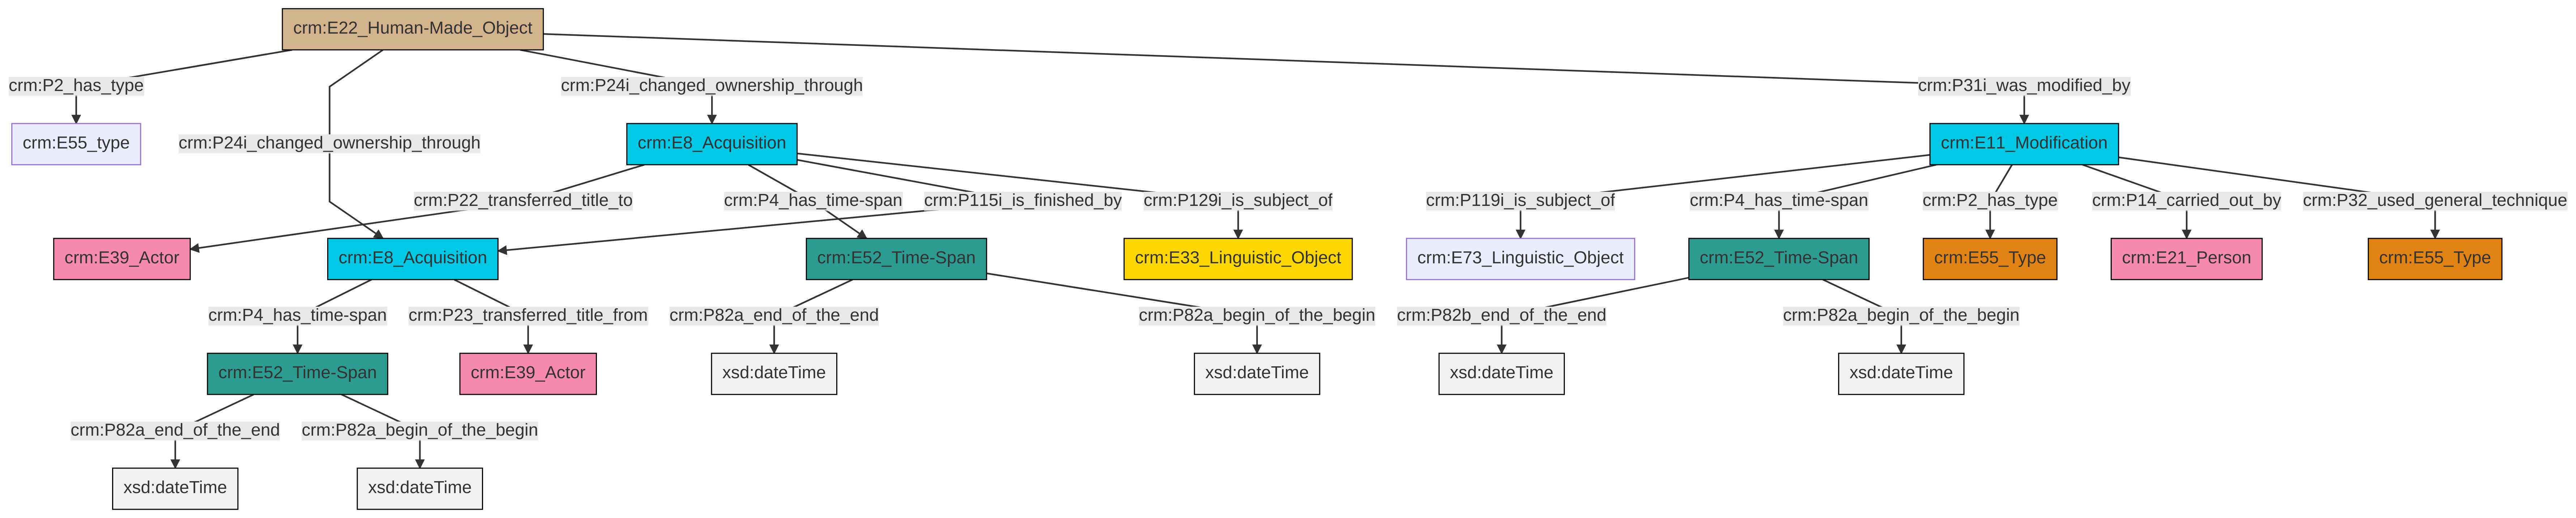 crm:E22_Human-Made_Object
crm:P2_has_type
crm:P24i_changed_ownership_through
crm:P31i_was_modified_by
crm:E55_type
crm:P24i_changed_ownership_through
crm:E8_Acquisition
crm:E11_Modification
crm:P22_transferred_title_to
crm:P4_has_time-span
crm:P115i_is_finished_by
crm:P129i_is_subject_of
crm:P119i_is_subject_of
crm:P4_has_time-span
crm:P2_has_type
crm:P14_carried_out_by
crm:P32_used_general_technique
crm:E39_Actor
crm:E8_Acquisition
crm:E52_Time-Span
crm:E33_Linguistic_Object
crm:E73_Linguistic_Object
crm:E52_Time-Span
crm:E55_Type
crm:E21_Person
crm:E55_Type
crm:P4_has_time-span
crm:P23_transferred_title_from
crm:P82a_end_of_the_end
crm:P82a_begin_of_the_begin
crm:P82b_end_of_the_end
crm:P82a_begin_of_the_begin
crm:E52_Time-Span
crm:E39_Actor
xsd:dateTime
xsd:dateTime
xsd:dateTime
xsd:dateTime
crm:P82a_end_of_the_end
crm:P82a_begin_of_the_begin
xsd:dateTime
xsd:dateTime